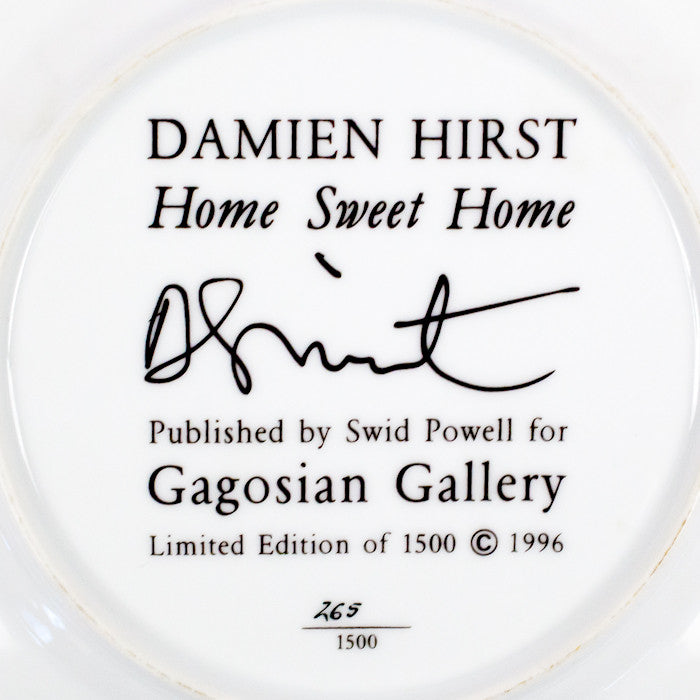 DAMIEN HIRST
Home Sweet Home
DHirst
Published by Swid Powell for
Gagosian Gallery
Limited Edition of 1500 © 1996
265
1500